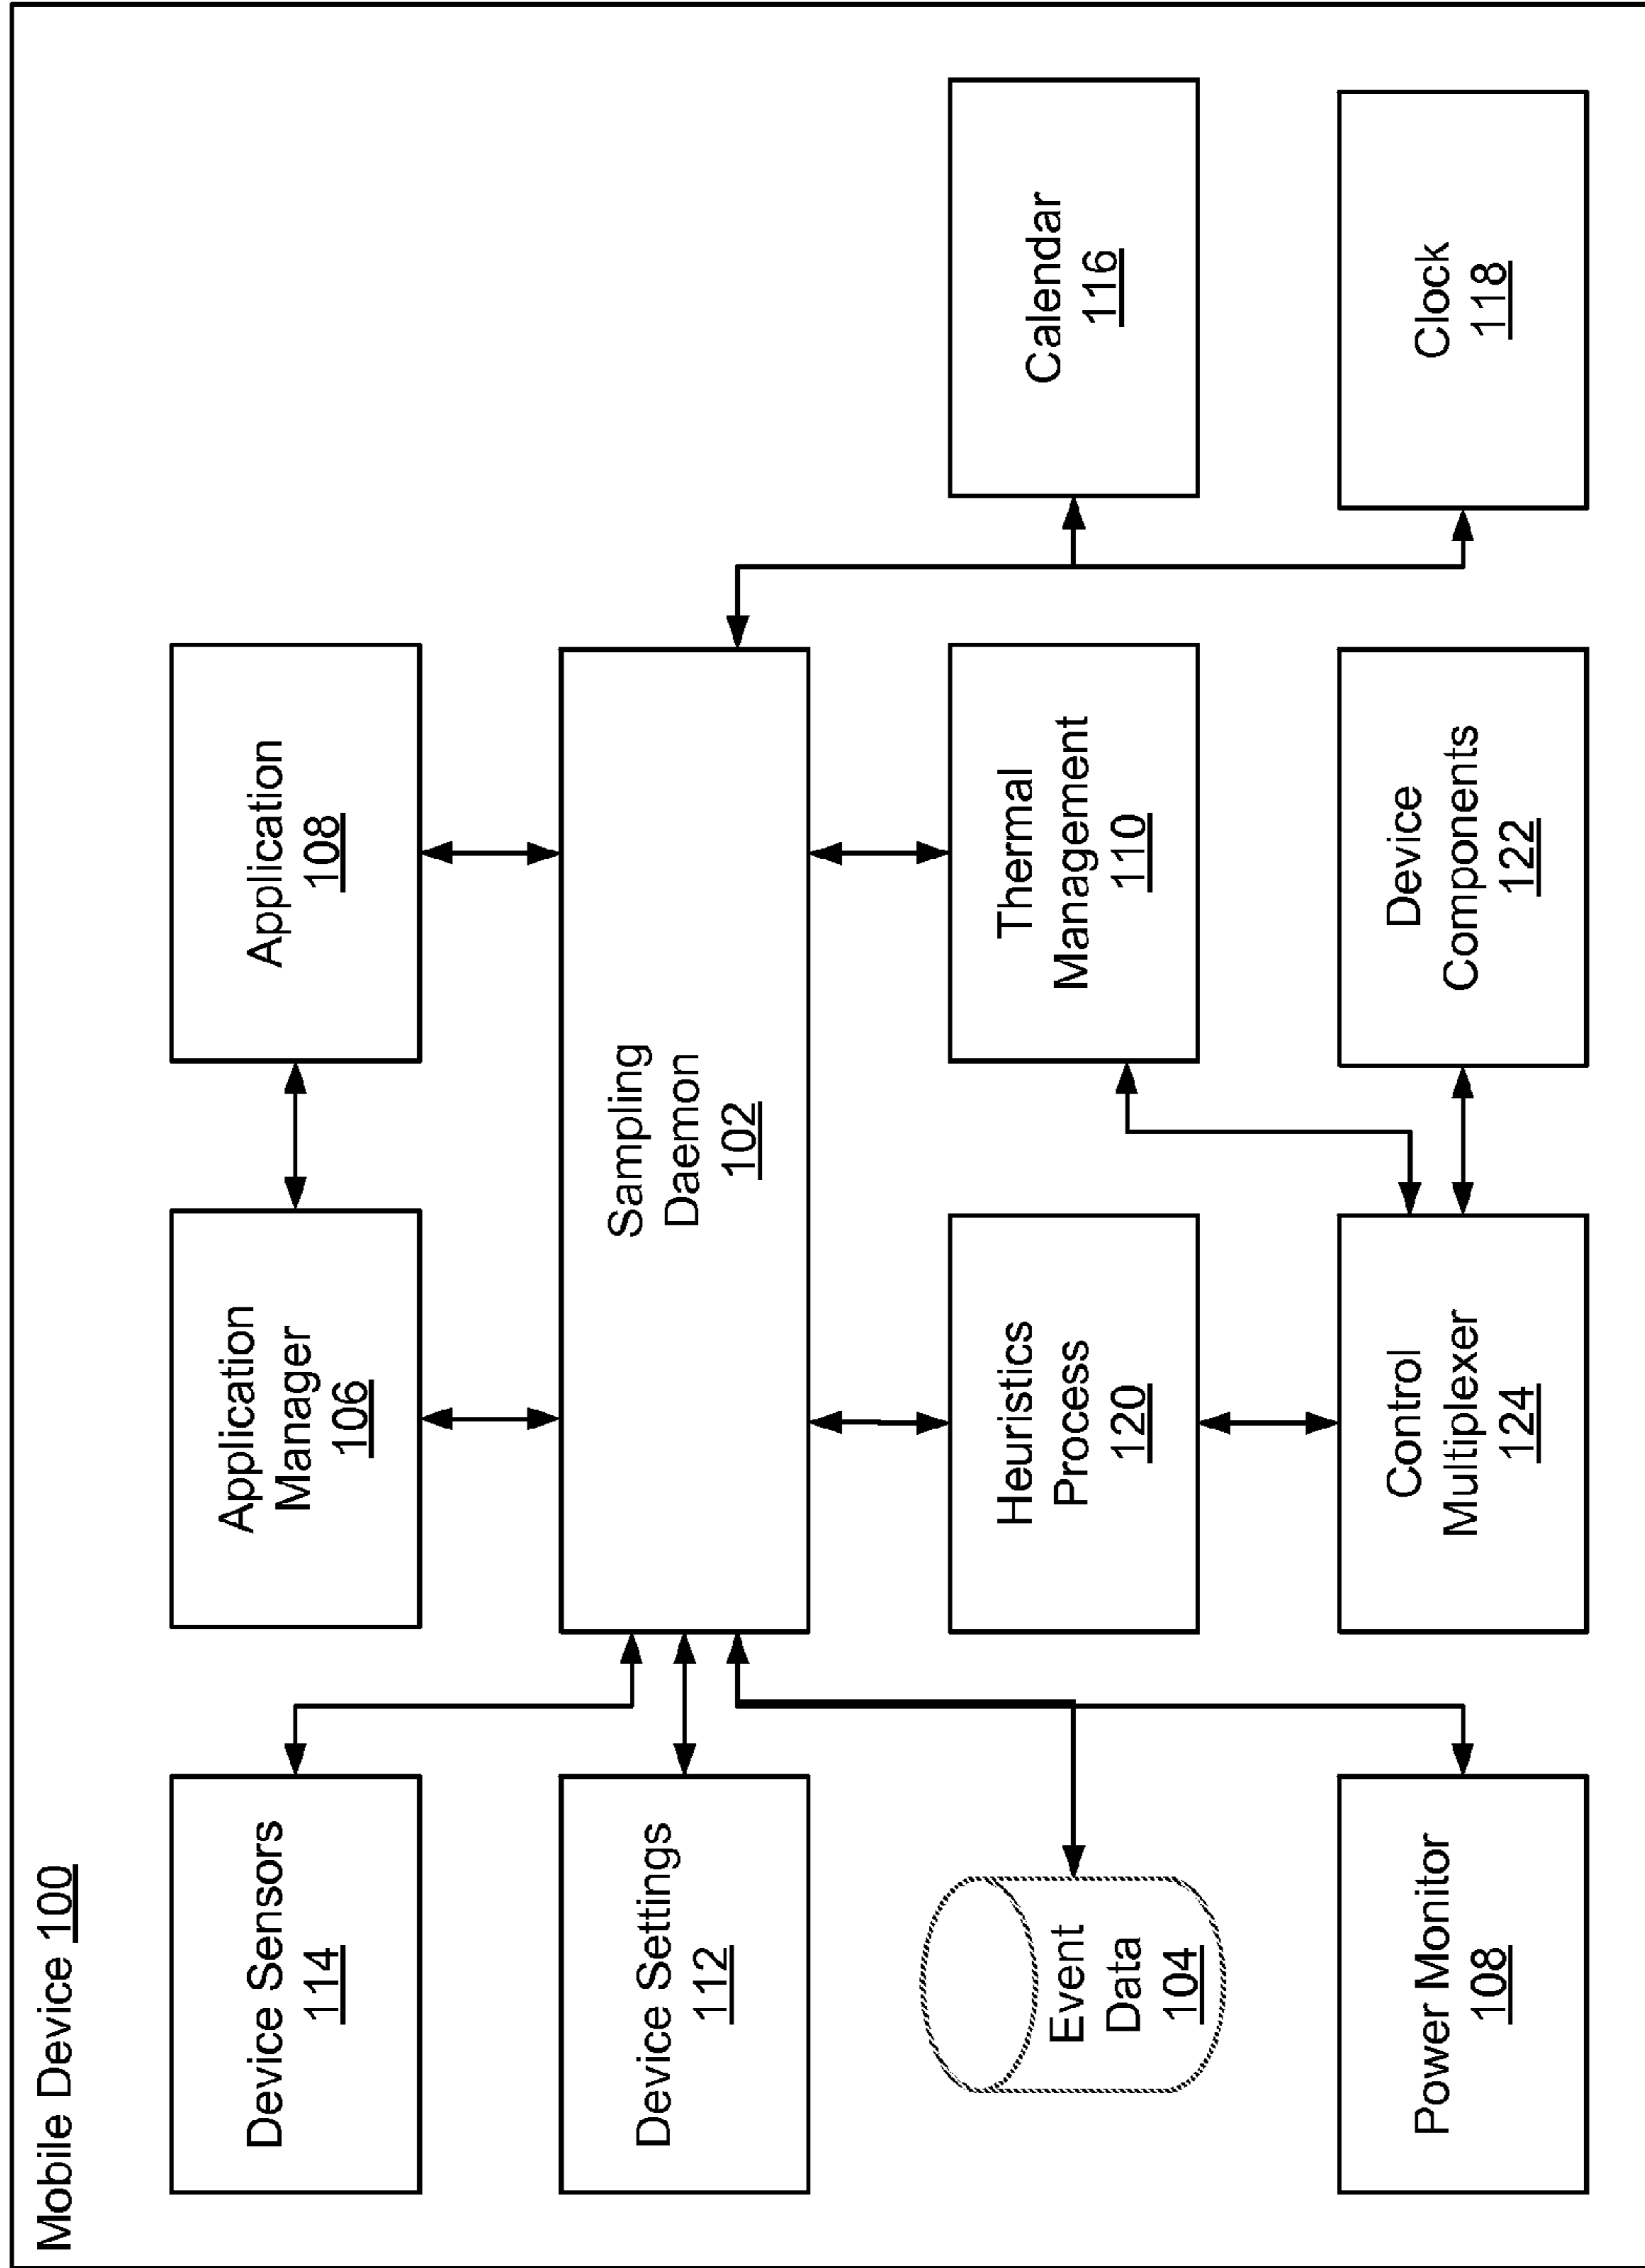 Mobile Device 100
Device Sensors
114
Application
Manager
106
Application
108
Device Settings
112
Sampling
Daemon
102
Event
Data
104
Heuristics
Process
120
Thermal
Management
110
Calendar
116
Power Monitor
108
Control
Multiplexer
124
Device
Components
122
Clock
118